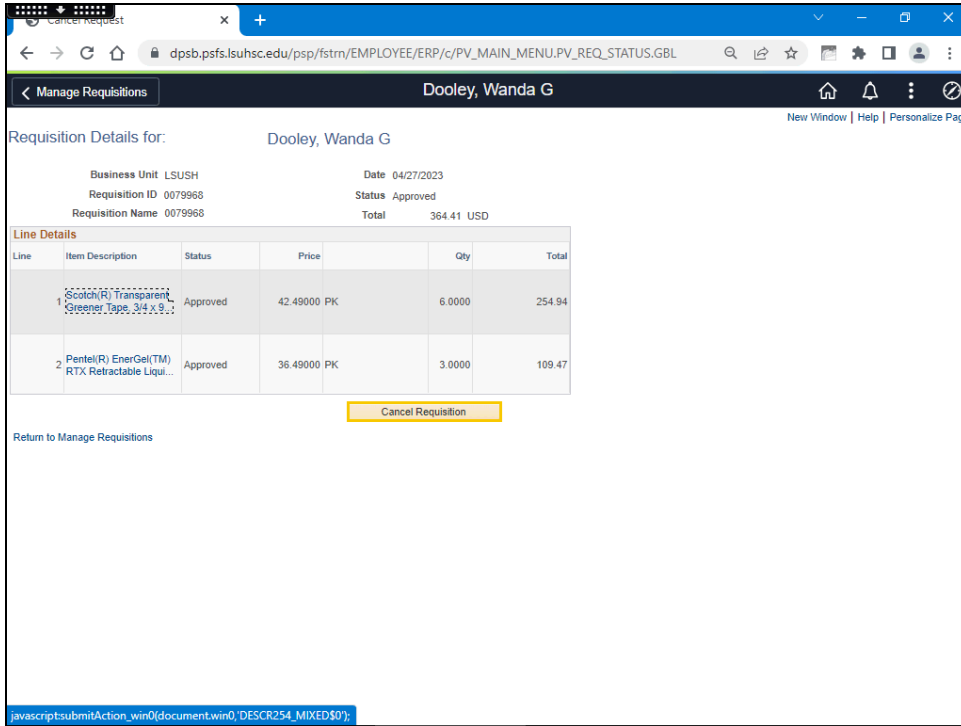 Cancel Request
dpsb.psfs.lsuhsc.edu/psp/fstrn/EMPLOYEE/ERP/c/PV_MAIN_MENU.PV_REQ_STATUS.GBL
Manage Requisitions
Dooley, Wanda G
New Window | Help | Personalize Pag
Requisition Details for: Dooley, Wanda G
Business Unit LSUSH Date 04/27/2023
Requisition ID 0079968 Status Approved
Requisition Name 0079968 Total 364.41 USD
Line Details
Line Item Description Status Price Qty Total
1 Scotch(R) Transparent Greener Tape, 3/4 x 9... Approved 42.49000 PK 6.0000 254.94
2 Pentel(R) EnerGel(TM) RTX Retractable Liqui... Approved 36.49000 PK 3.0000 109.47
Cancel Requisition
Return to Manage Requisitions
javascript:submitAction_win0(document.win0,'DESCR254_MIXED$0');